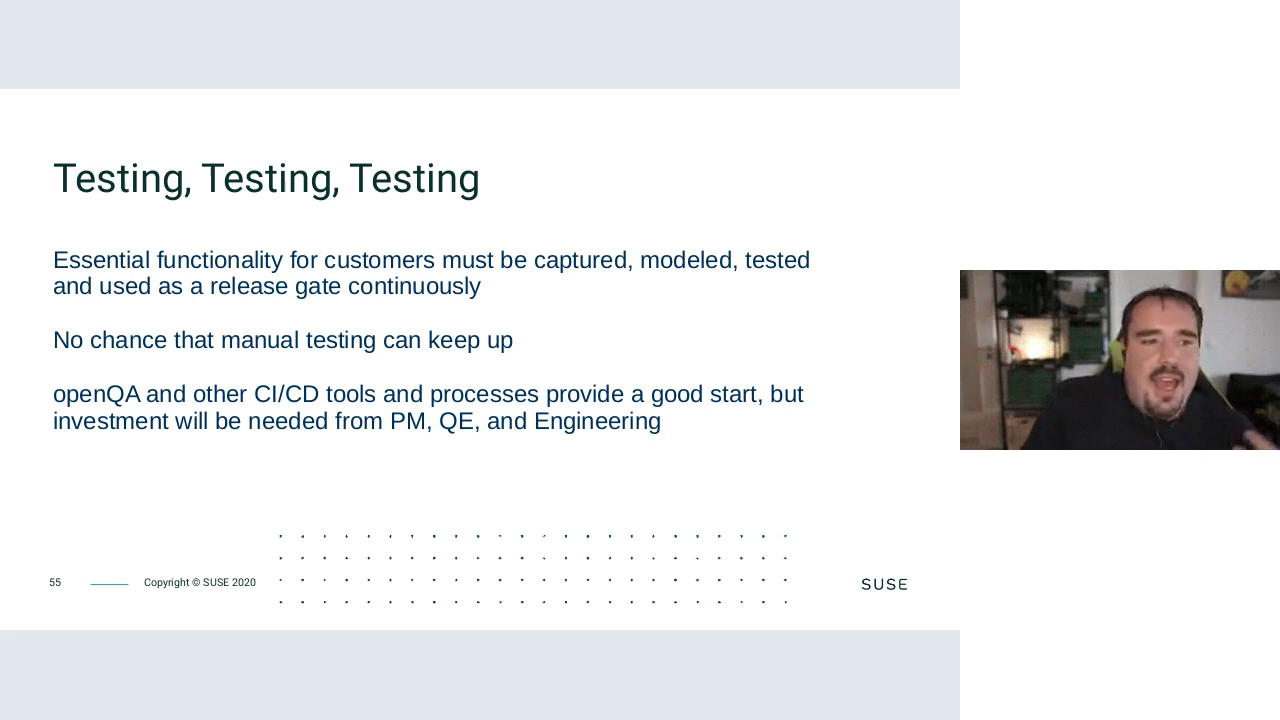 Testing, Testing, Testing
Essential functionality for customers must be captured, modeled, tested
and used as a release gate continuously
No chance that manual testing can keep up
openQA and other CI/CD tools and processes provide a good start, but
investment will be needed from PM, QE, and Engineering
55
Copyright © SUSE 2020
SUSE